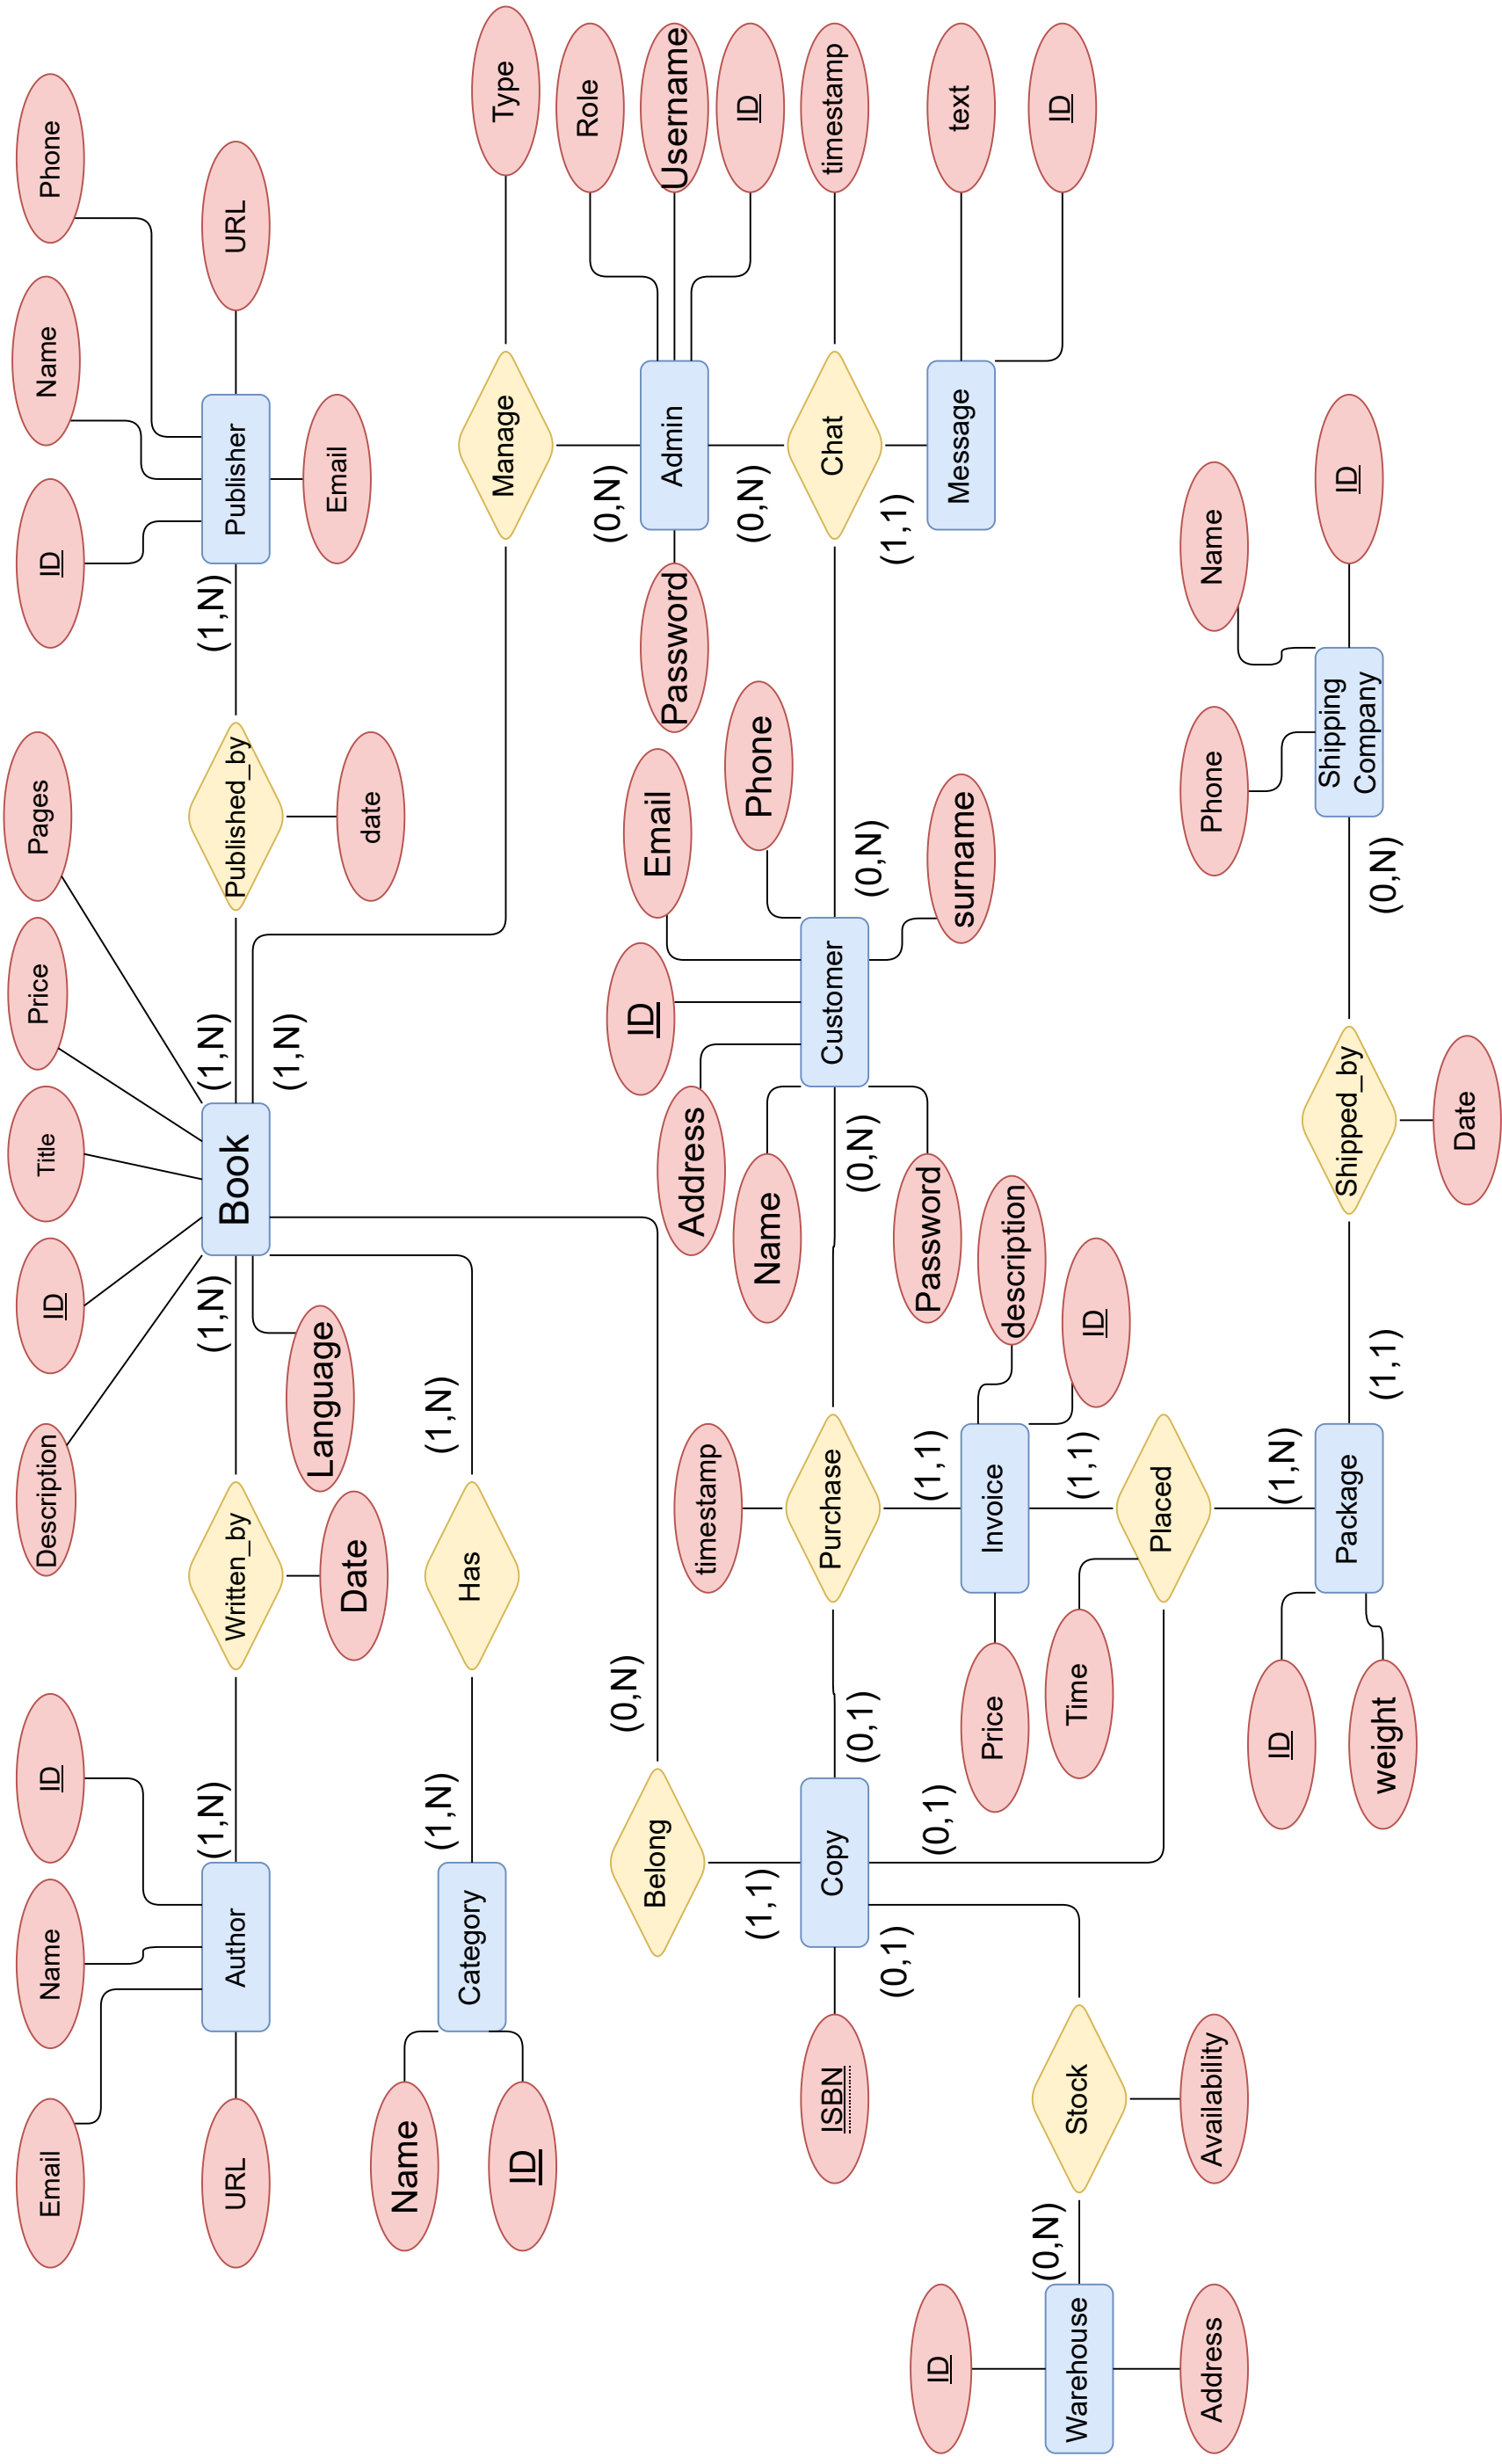 Email
Name
ID
Description
ID
Title
Price
Pages
ID
Name
Phone
(1,N)
(1,N)
(1,N)
(1,N)
URL
Author
Written_by
Book
Published_by
Publisher
URL
(1,N)
Language
Date
date
Email
Name
(1,N)
(1,N)
Category
Has
Manage
Type
ID
Role
(0,N)
(0,N)
Belong
ID
Email
Password
Admin
Username
Address
timestamp
Name
Phone
(0,N)
ID
(1,1)
ISBN
Copy
Purchase
Customer
Chat
timestamp
(0,1)
(0,N)
(0,N)
(0,1)
(1,1)
Password
(1,1)
(0,1)
ID
surname
Message
text
Price
Invoice
description
(0,N)
Warehouse
Stock
Time
(1,1)
ID
ID
Placed
Address
Availability
Phone
Name
ID
(1,N)
Package
Shipped_by
Shipping
Company
ID
weight
(1,1)
(0,N)
Date